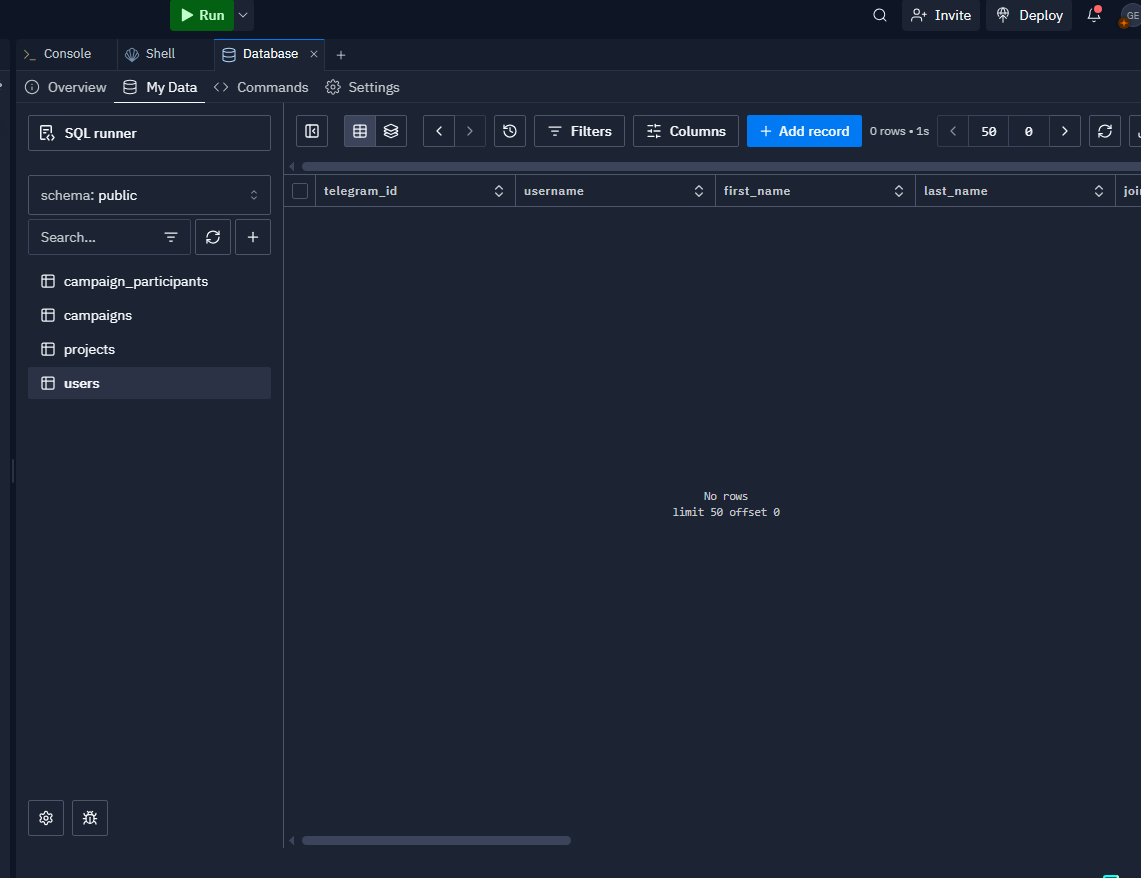 Run
Invite
Deploy
GE
>_ Console
Shell
Database
Overview
My Data
Commands
Settings
SQL runner
Filters
Columns
+ Add record
0 rows • 1s
50
0
schema: public
telegram_id
username
first_name
last_name
joi
Search...
campaign_participants
campaigns
projects
users
No rows
limit 50 offset 0